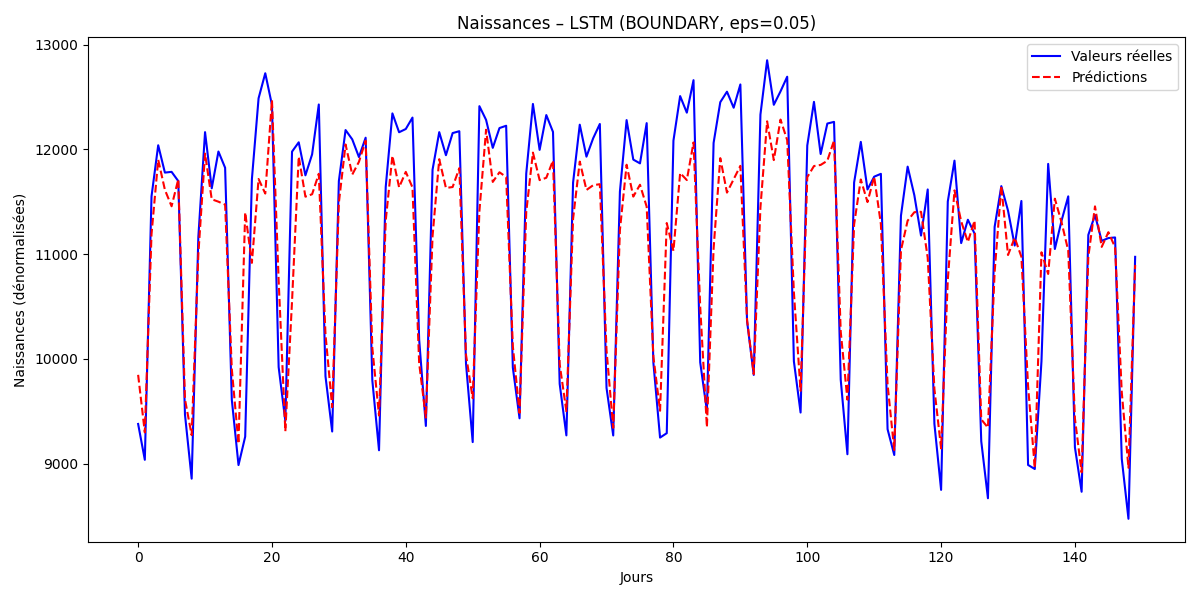 Naissances – LSTM (BOUNDARY, eps=0.05)
Valeurs réelles
Prédictions
Naissances (dénormalisées)
13000
12000
11000
10000
9000
0 20 40 60 80 100 120 140
Jours